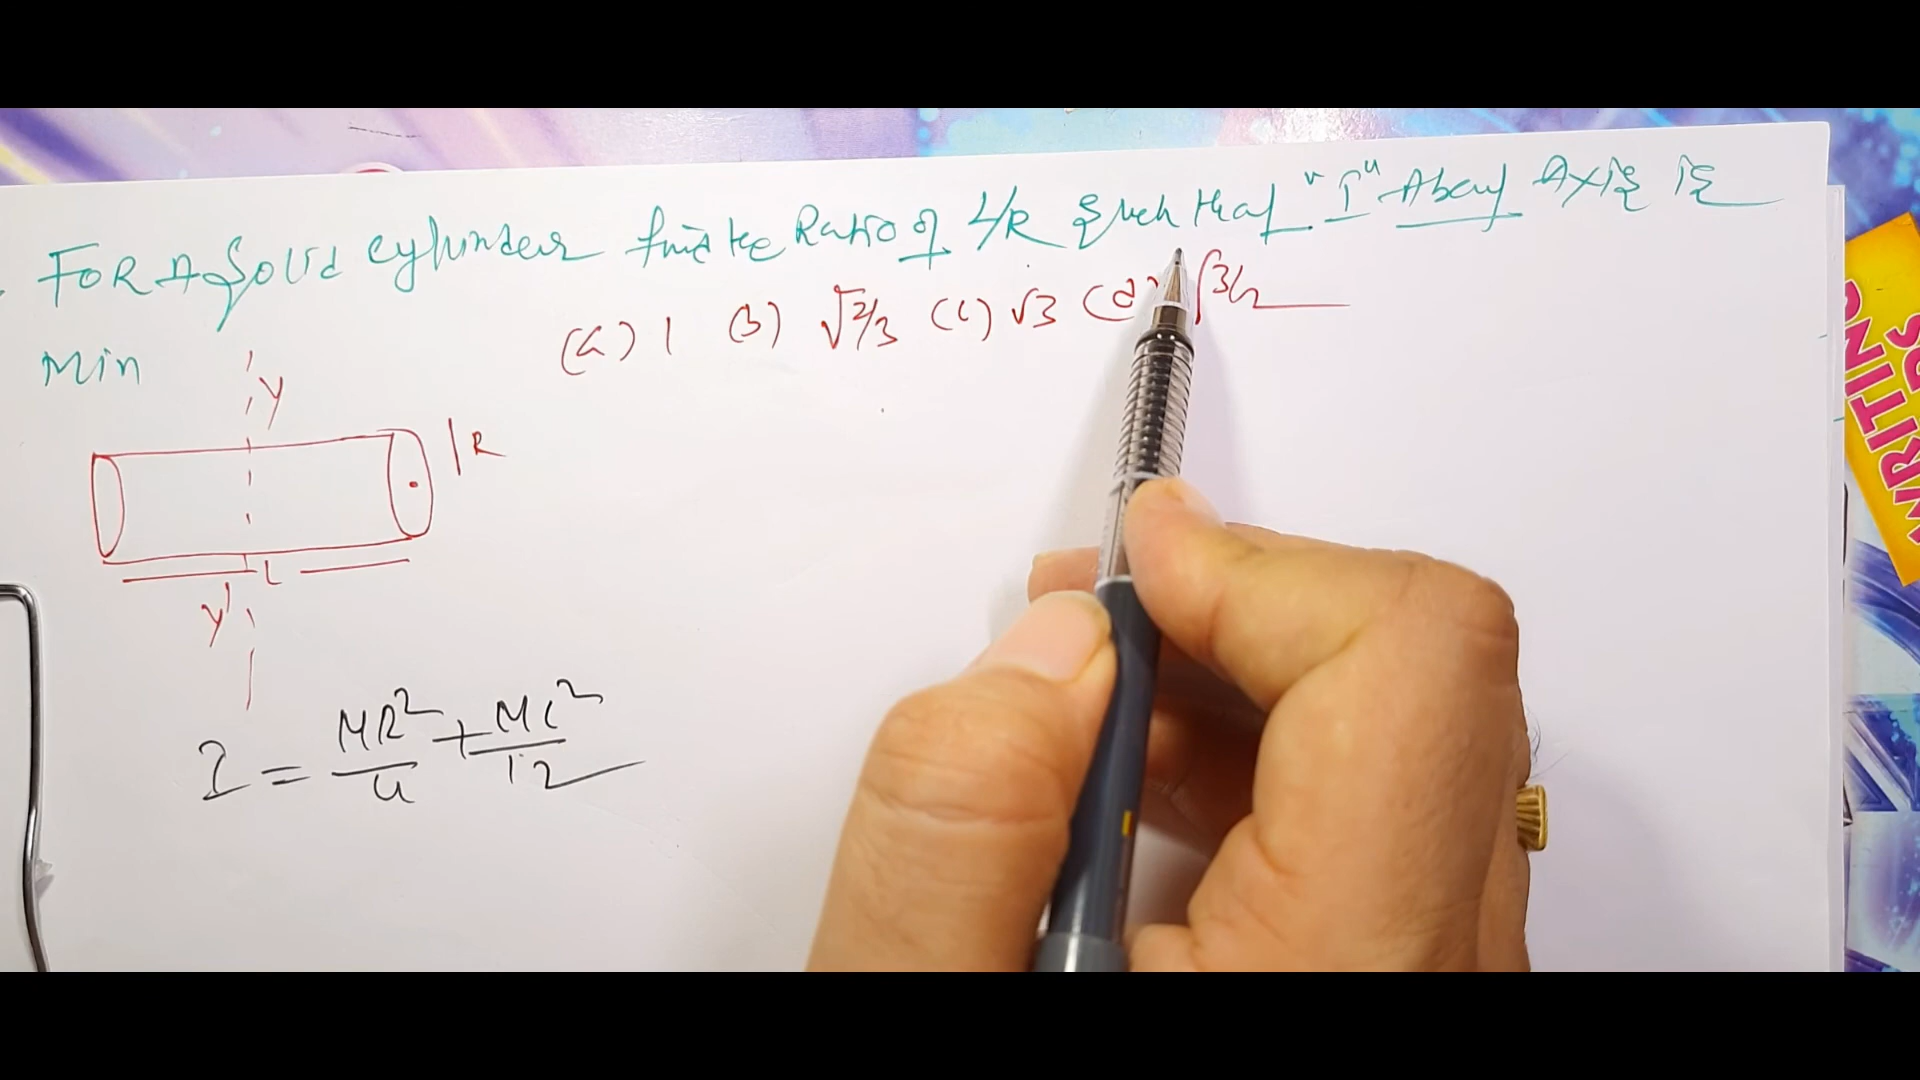 FOR A Solid cylinder find the Ratio of L/R such that "I" About Axis is
Min
(a) 1 (b) √2/3 (c) √3 (d) √3/2
Y
R
L
Y'
I = MR²/4 + ML²/12
WRITING